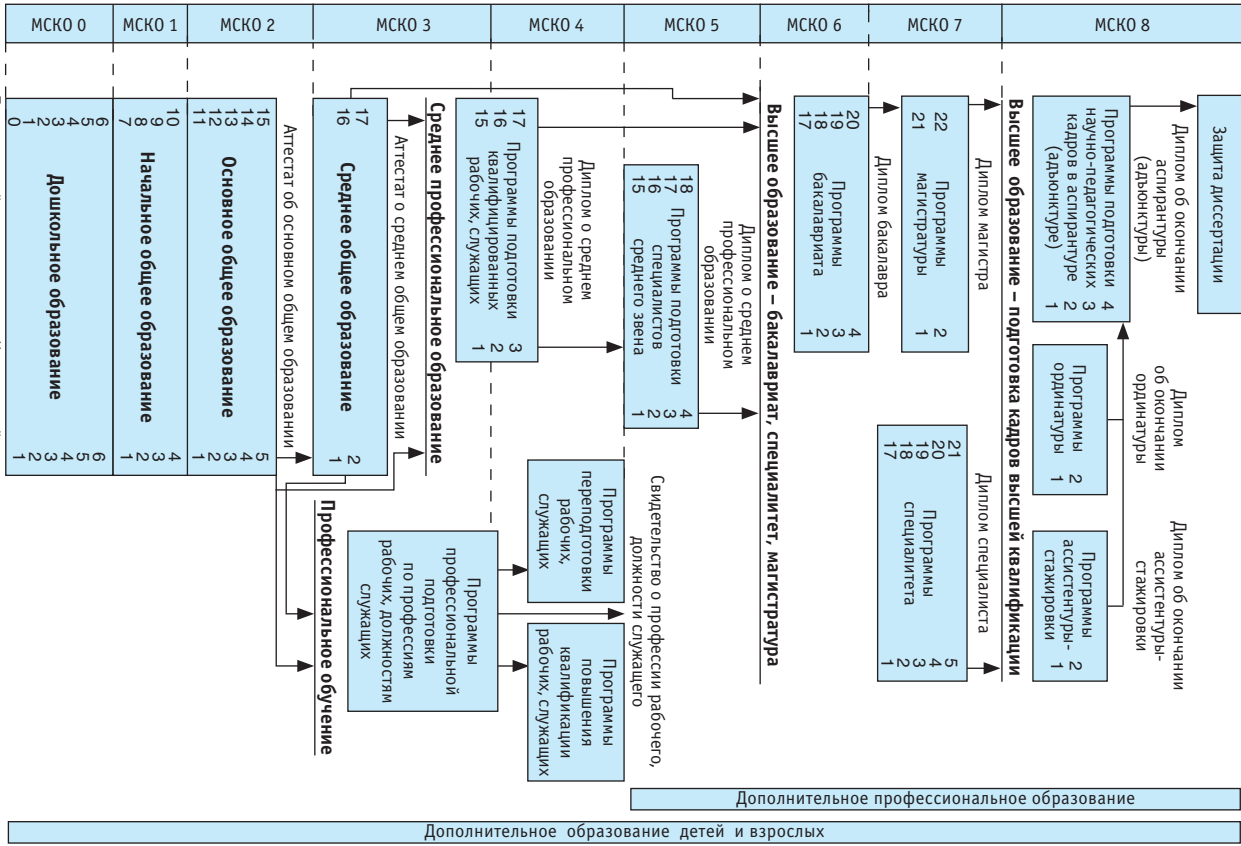 МСКО 0
МСКО 1
МСКО 2
МСКО 3
МСКО 4
МСКО 5
МСКО 6
МСКО 7
МСКО 8
0
1
2
3
4
5
6
Дошкольное образование
1
2
3
4
5
6
7
8
9
10
Начальное общее образование
1
2
3
4
11
12
13
14
15
Основное общее образование
1
2
3
4
5
Аттестат об основном общем образовании
16
17
Среднее общее образование
1
2
Аттестат о среднем общем образовании
Среднее профессиональное образование
15
16
17
Программы подготовки
квалифицированных
рабочих, служащих
1
2
3
Диплом о среднем
профессиональном
образовании
15
16
17
18
Программы подготовки
специалистов
среднего звена
1
2
3
4
Диплом о среднем
профессиональном
образовании
Профессиональное обучение
Программы
профессиональной
подготовки
по профессиям
рабочих, должностям
служащих
Программы
переподготовки
рабочих,
служащих
Программы
повышения
квалификации
рабочих, служащих
Свидетельство о профессии рабочего,
должности служащего
Высшее образование – бакалавриат, специалитет, магистратура
17
18
19
20
Программы
бакалавриата
1
2
3
4
Диплом бакалавра
21
22
Программы
магистратуры
1
2
Диплом магистра
17
18
19
20
21
Программы
специалитета
1
2
3
4
5
Диплом специалиста
Высшее образование – подготовка кадров высшей квалификации
Программы подготовки
научно-педагогических
кадров в аспирантуре
(адъюнктуре)
1
2
3
4
Диплом об окончании
аспирантуры
(адъюнктуры)
Защита диссертации
Программы
ординатуры
1
2
Диплом
об окончании
ординатуры
Программы
ассистентуры-
стажировки
1
2
Диплом об окончании
ассистентуры-
стажировки
Дополнительное профессиональное образование
Дополнительное образование детей и взрослых